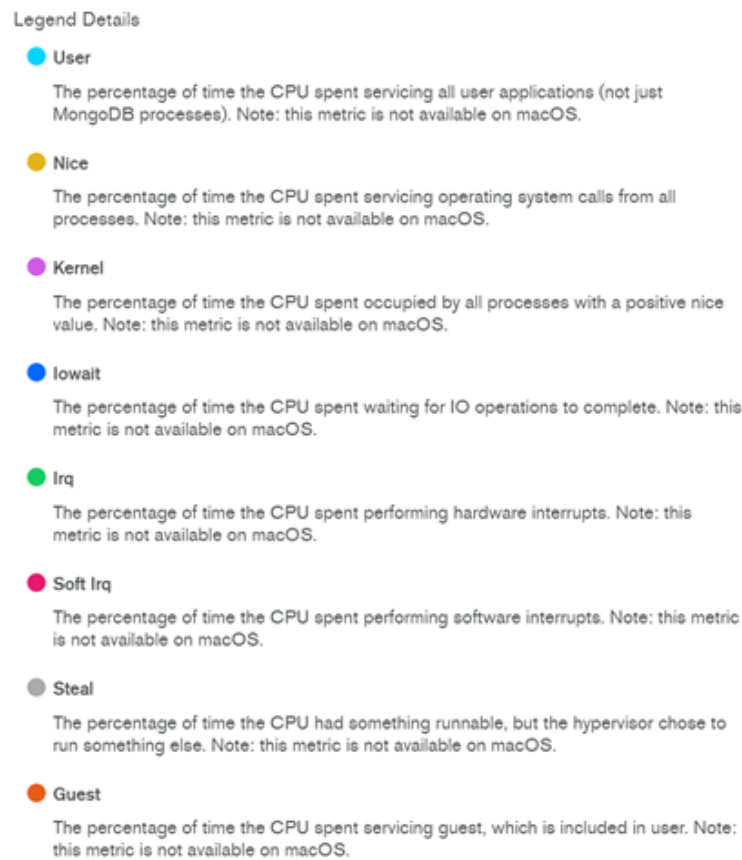 Legend Details
User
The percentage of time the CPU spent servicing all user applications (not just
MongoDB processes). Note: this metric is not available on macOS.
Nice
The percentage of time the CPU spent servicing operating system calls from all
processes. Note: this metric is not available on macOS.
Kernel
The percentage of time the CPU spent occupied by all processes with a positive nice
value. Note: this metric is not available on macOS.
Iowait
The percentage of time the CPU spent waiting for IO operations to complete. Note: this
metric is not available on macOS.
Irq
The percentage of time the CPU spent performing hardware interrupts. Note: this
metric is not available on macOS.
Soft Irq
The percentage of time the CPU spent performing software interrupts. Note: this metric
is not available on macOS.
Steal
The percentage of time the CPU had something runnable, but the hypervisor chose to
run something else. Note: this metric is not available on macOS.
Guest
The percentage of time the CPU spent servicing guest, which is included in user. Note:
this metric is not available on macOS.